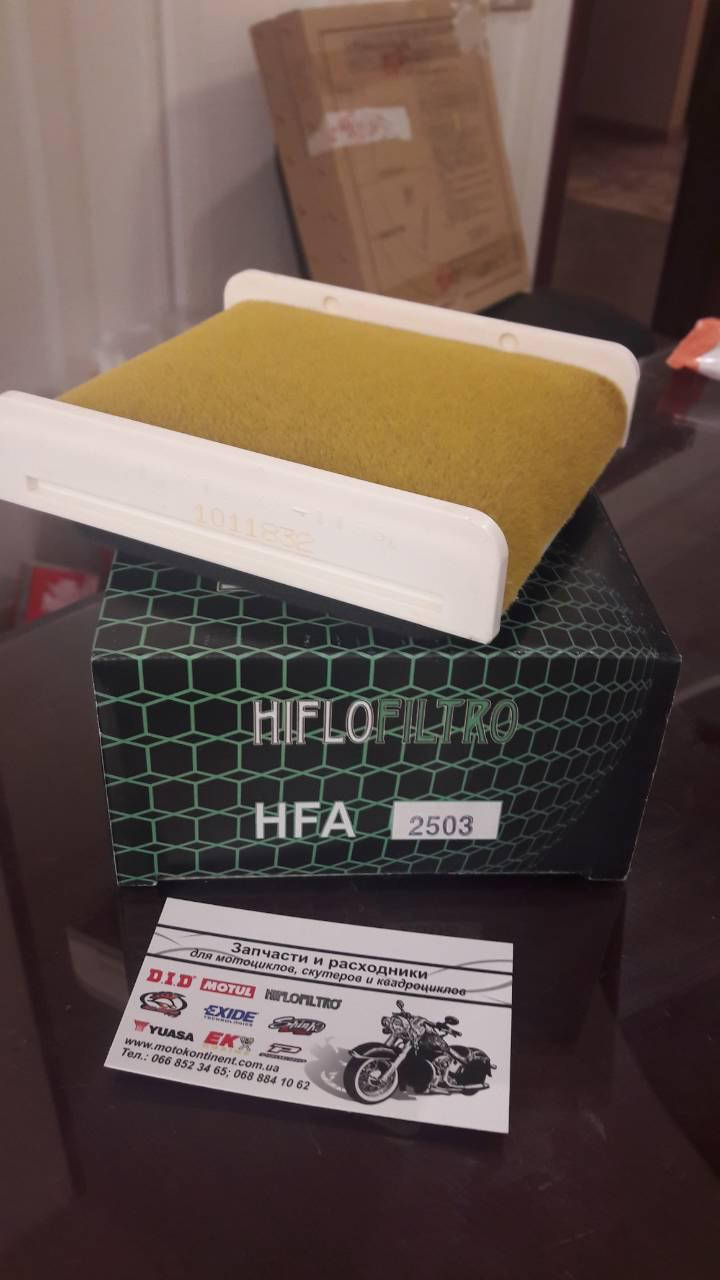 1011832
HIFLOFILTRO
HFA 2503
Запчасти и расходники
для мотоциклов, скутеров и квадроциклов
D.I.D MOTUL HIFLOFILTRO
EXIDE
TECHNOLOGIES
YUASA EK
www.motokontinent.com.ua
Тел.: 066 852 34 65; 068 884 10 62